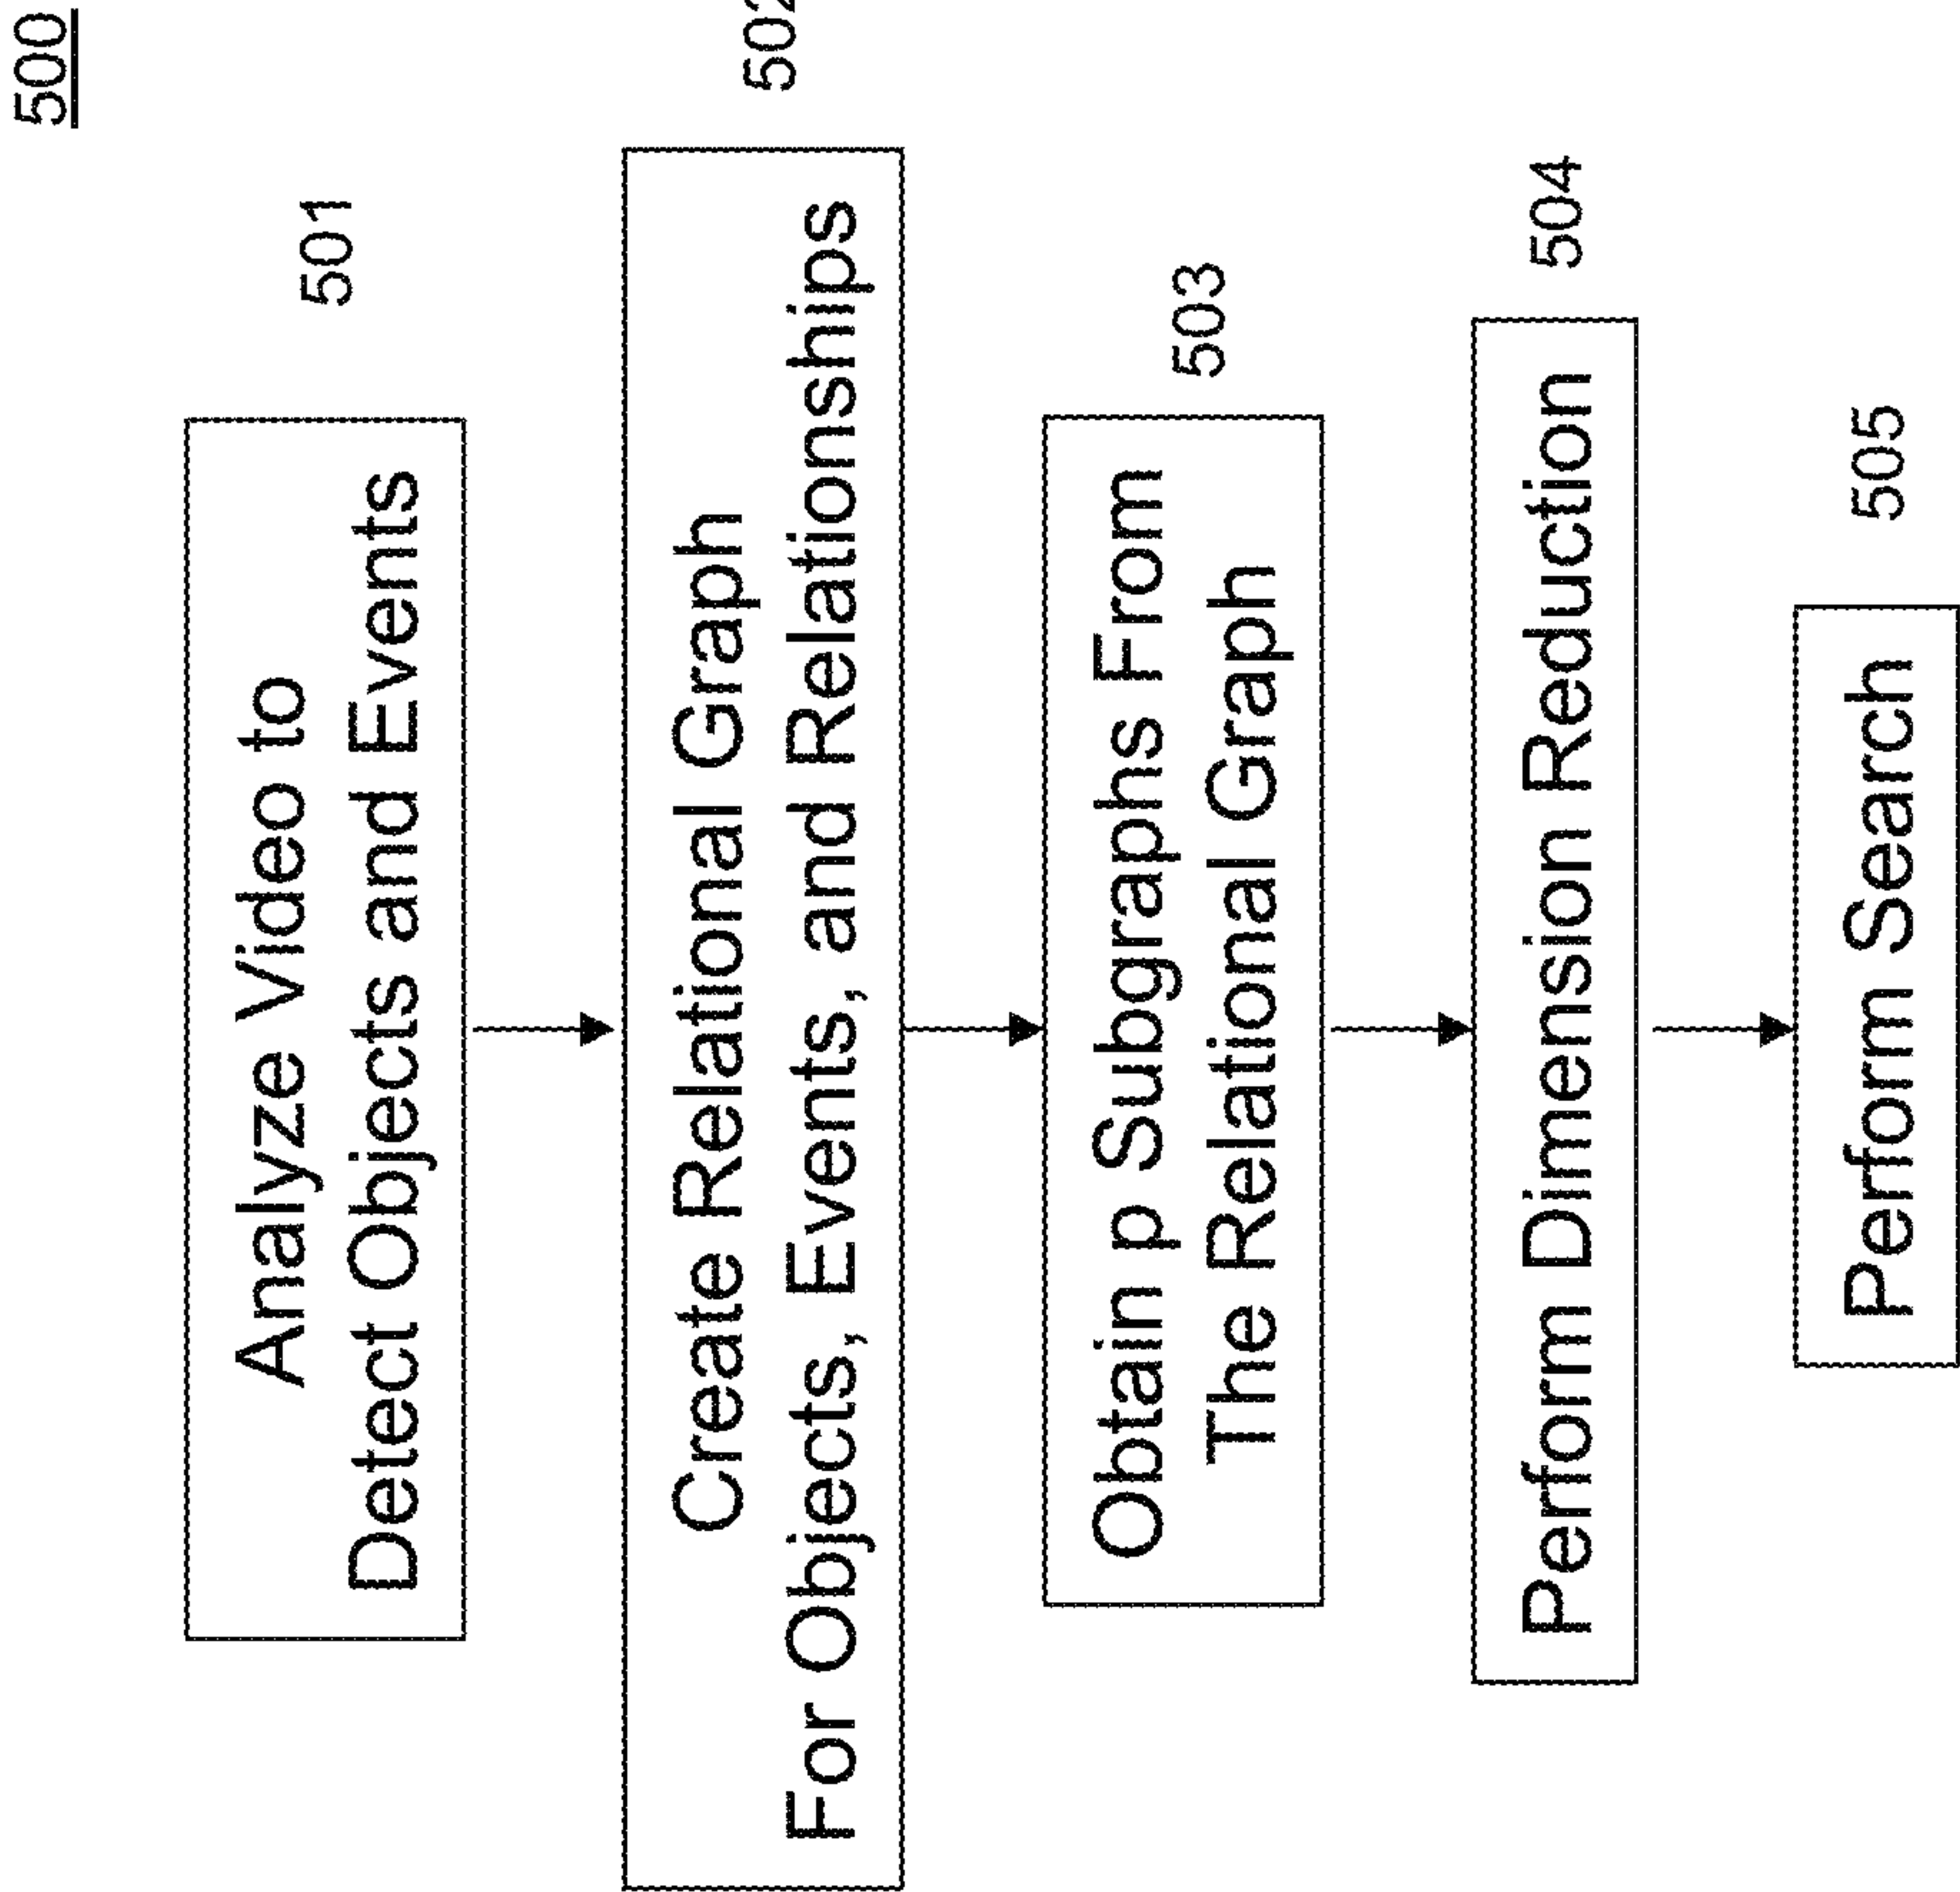 500
Analyze Video to
Detect Objects and Events
501
Create Relational Graph
For Objects, Events, and Relationships
502
Obtain p Subgraphs From
The Relational Graph
503
Perform Dimension Reduction
504
Perform Search
505